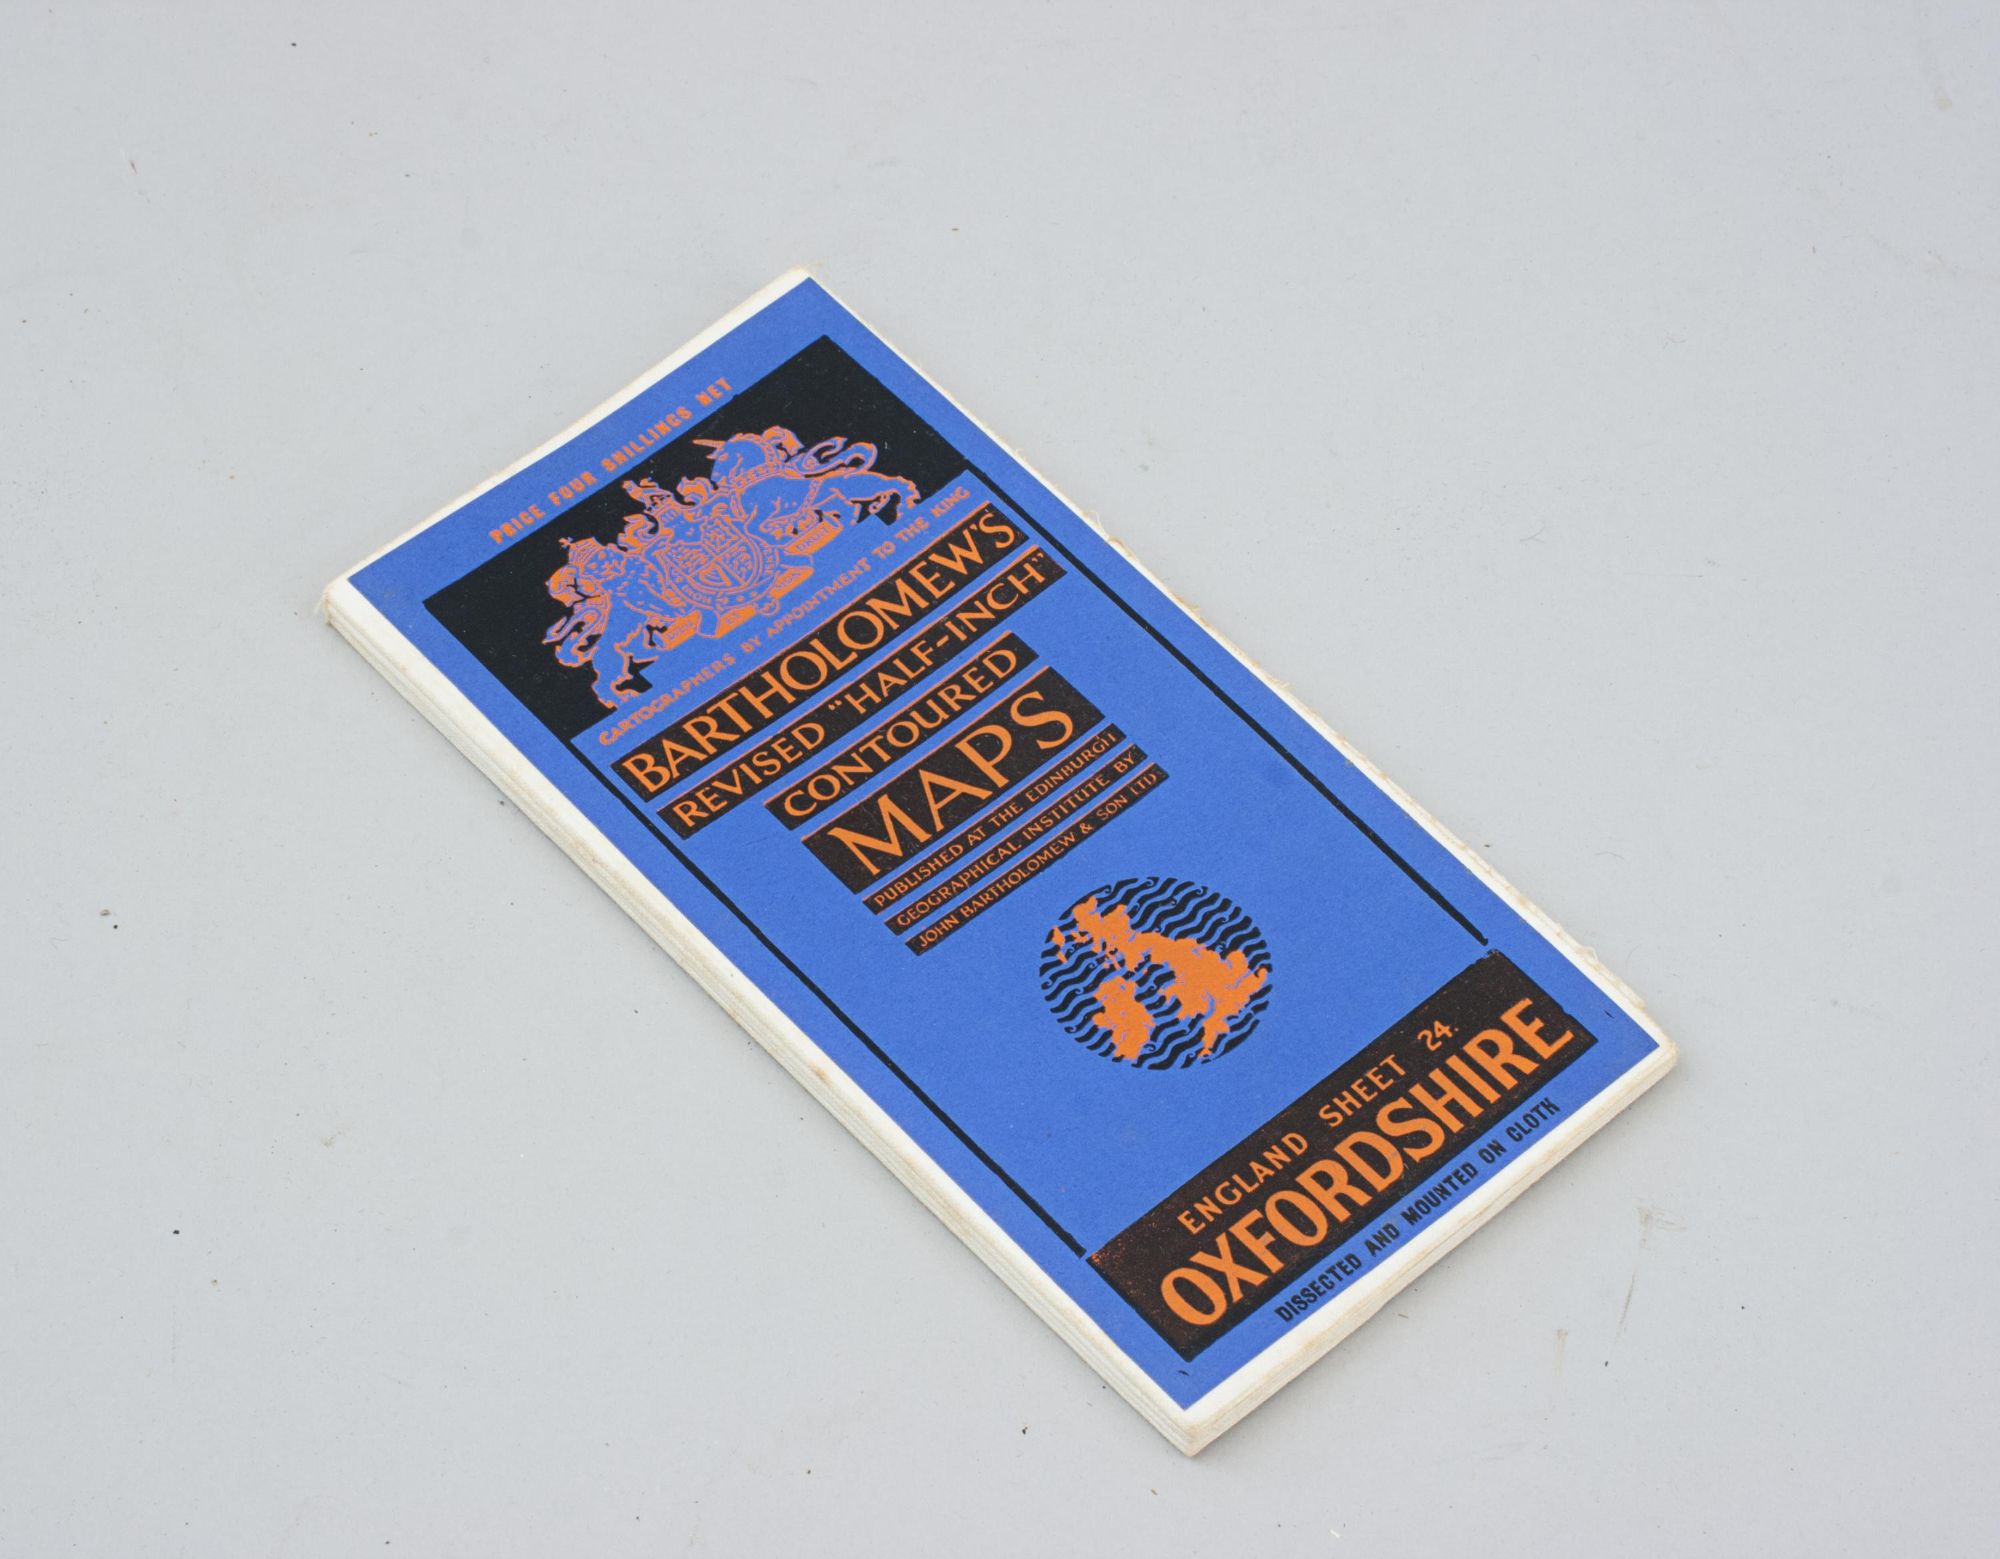 PRICE FOUR SHILLINGS NET
CARTOGRAPHERS BY APPOINTMENT TO THE KING
BARTHOLOMEW'S
REVISED "HALF-INCH"
CONTOURED
MAPS
PUBLISHED AT THE EDINBURGH
GEOGRAPHICAL INSTITUTE BY
JOHN BARTHOLOMEW & SON LTD
ENGLAND SHEET 24.
OXFORDSHIRE
DISSECTED AND MOUNTED ON CLOTH